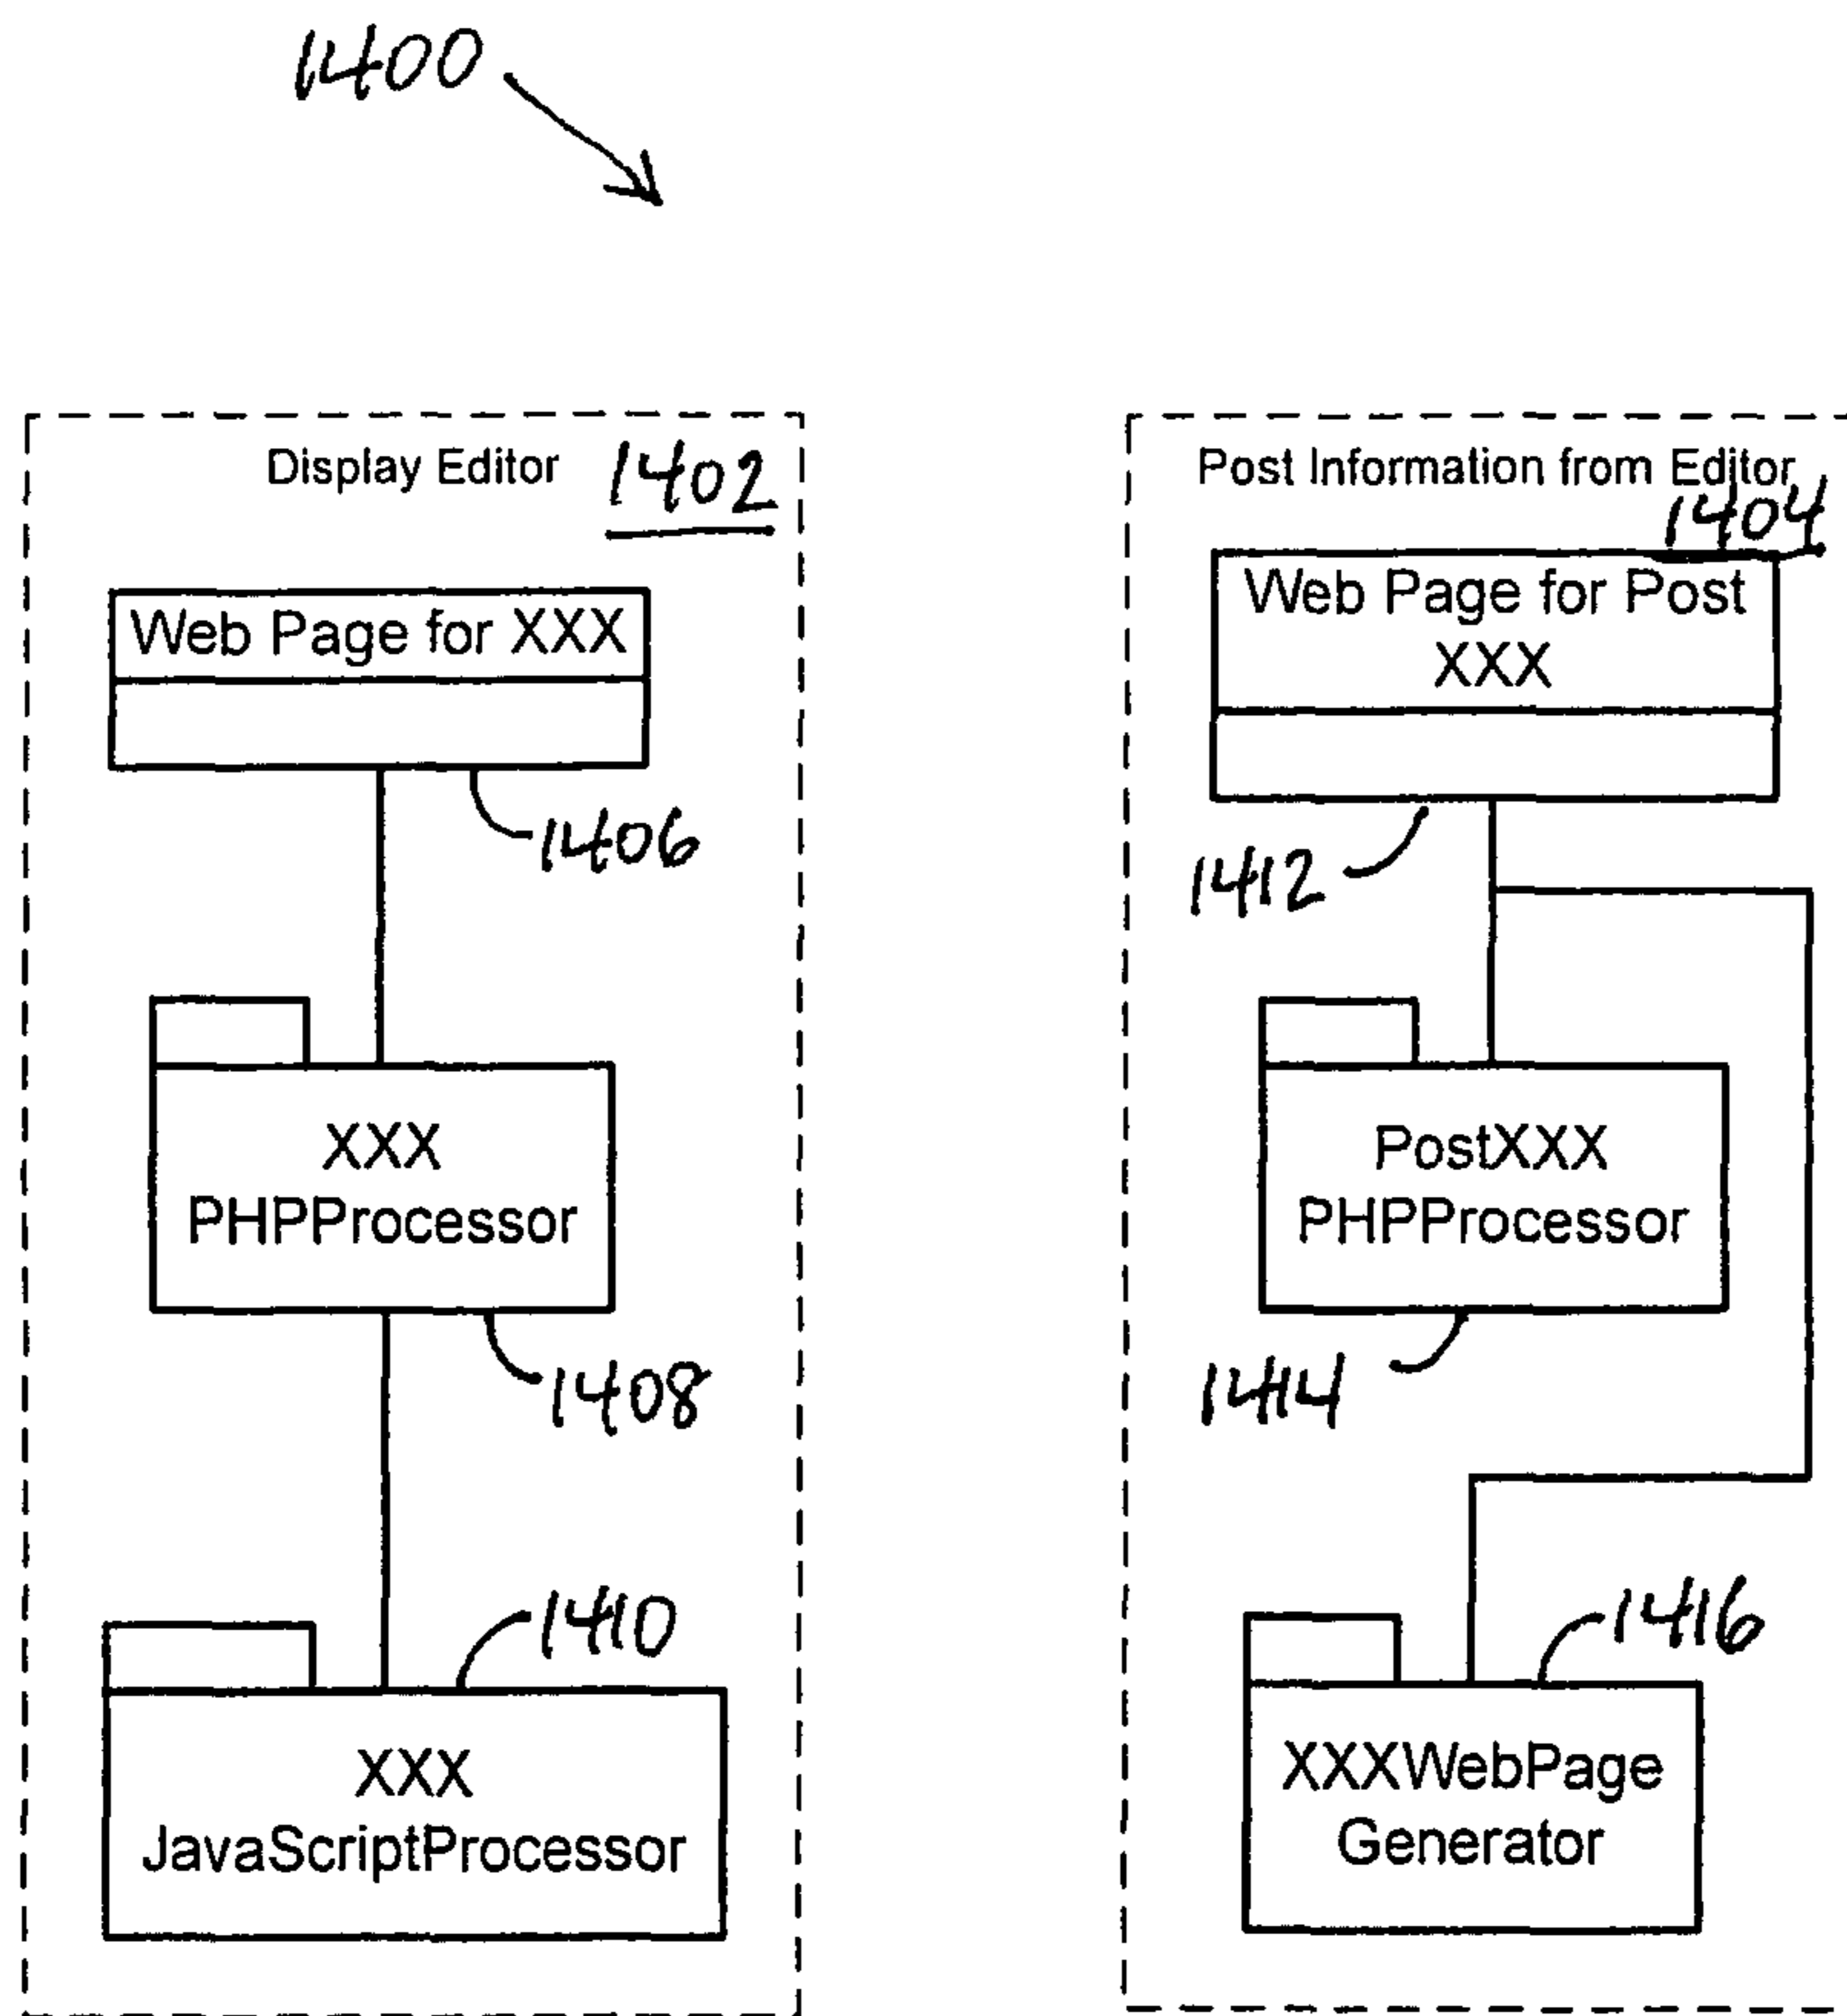 1400
Display Editor
1402
Web Page for XXX
1406
XXX
PHPProcessor
1408
1410
XXX
JavaScriptProcessor
Post Information from Editor
1404
Web Page for Post
XXX
1412
PostXXX
PHPProcessor
1414
1416
XXXWebPage
Generator